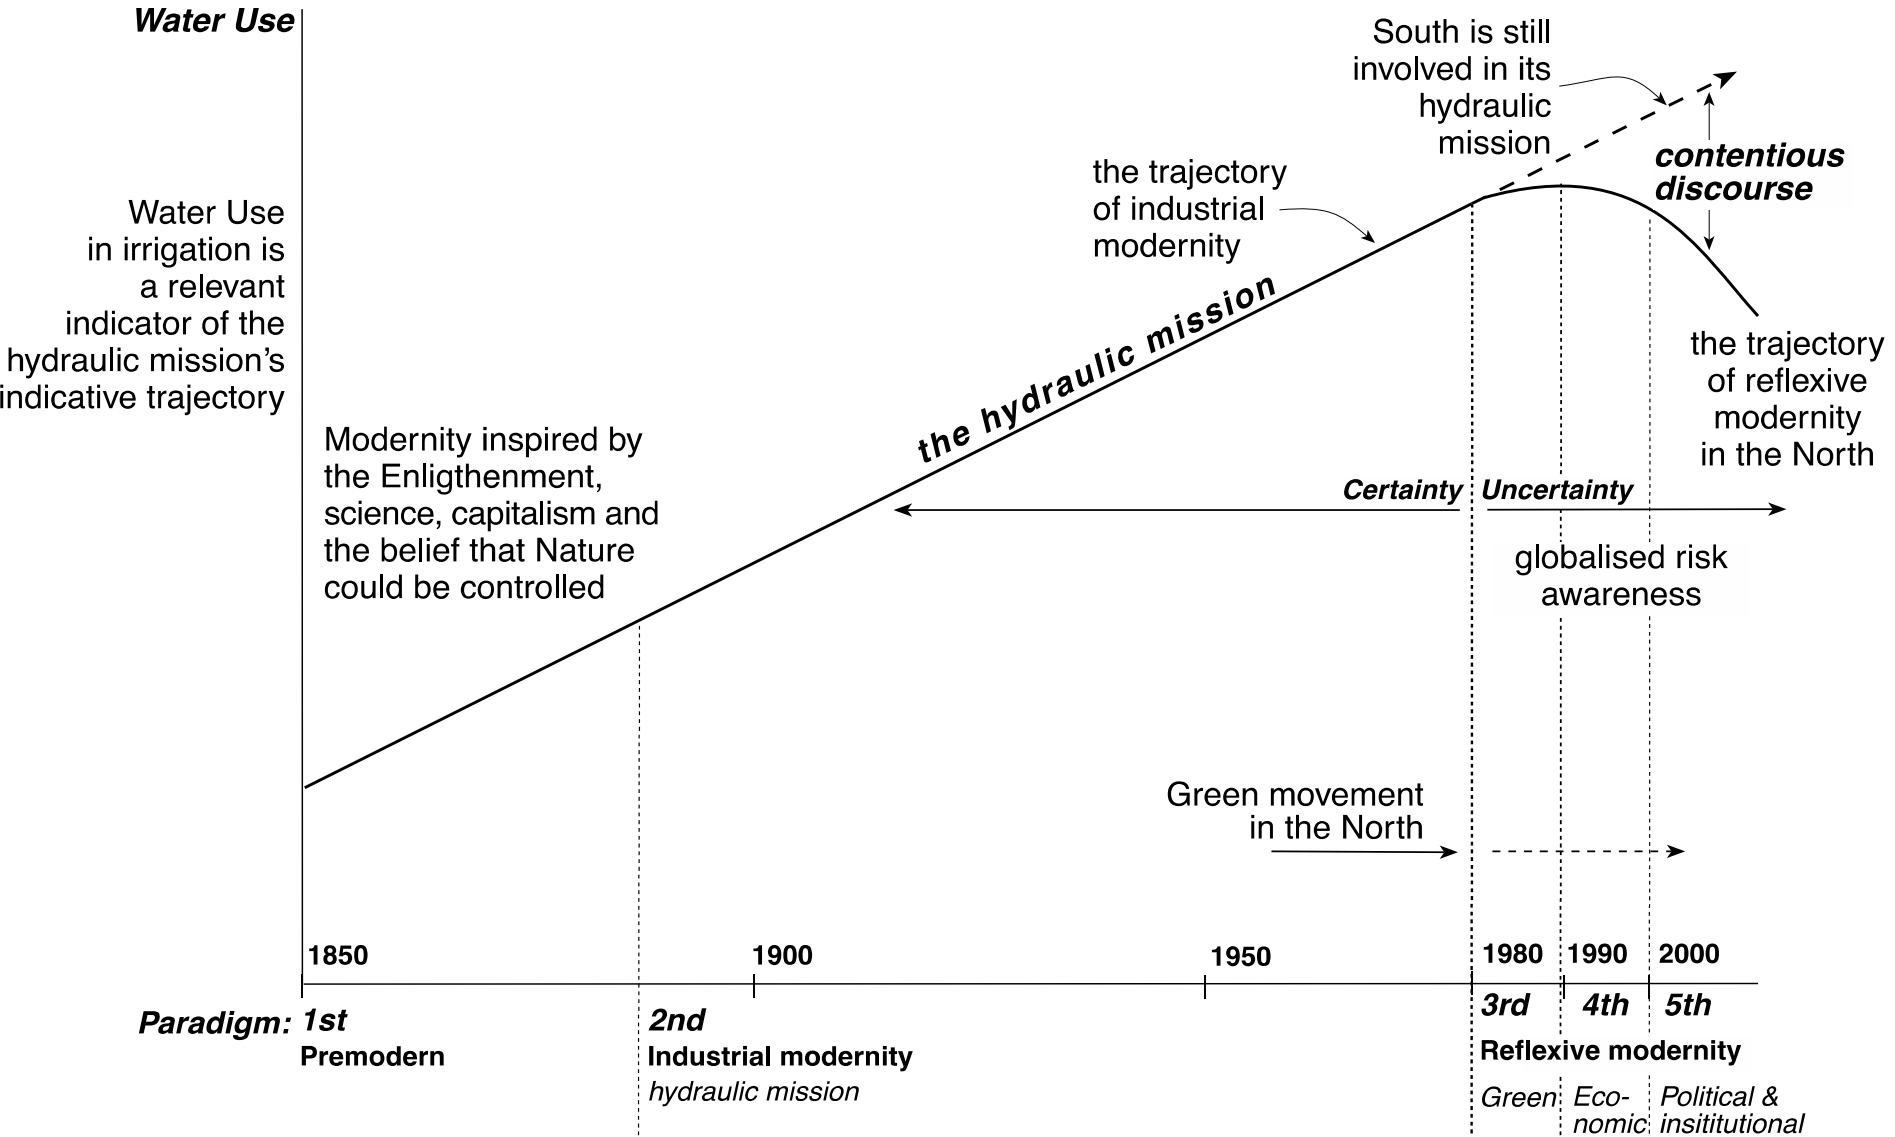 Water Use
Water Use
in irrigation is
a relevant
indicator of the
hydraulic mission's
indicative trajectory
Modernity inspired by
the Enligthenment,
science, capitalism and
the belief that Nature
could be controlled
the hydraulic mission
the trajectory
of industrial
modernity
South is still
involved in its
hydraulic
mission
contentious
discourse
the trajectory
of reflexive
modernity
in the North
Certainty
Uncertainty
globalised risk
awareness
Green movement
in the North
1850
1900
1950
1980
1990
2000
Paradigm:
1st
2nd
3rd
4th
5th
Premodern
Industrial modernity
hydraulic mission
Reflexive modernity
Green
Eco-
nomic
Political &
insititutional